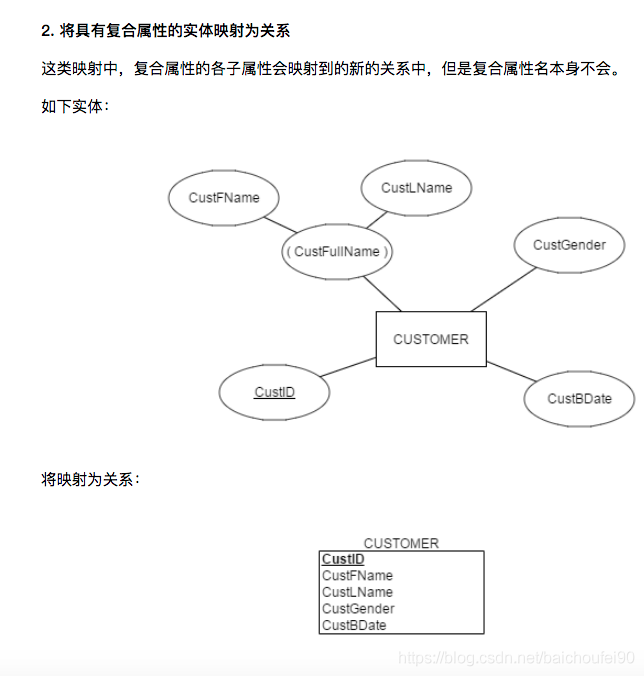 2. 将具有复合属性的实体映射为关系
这类映射中，复合属性的各子属性会映射到的新的关系中，但是复合属性名本身不会。
如下实体：
CustFName
CustLName
( CustFullName )
CustGender
CUSTOMER
CustID
CustBDate
将映射为关系：
CUSTOMER
CustID
CustFName
CustLName
CustGender
CustBDate
https://blog.csdn.net/baichoufei90